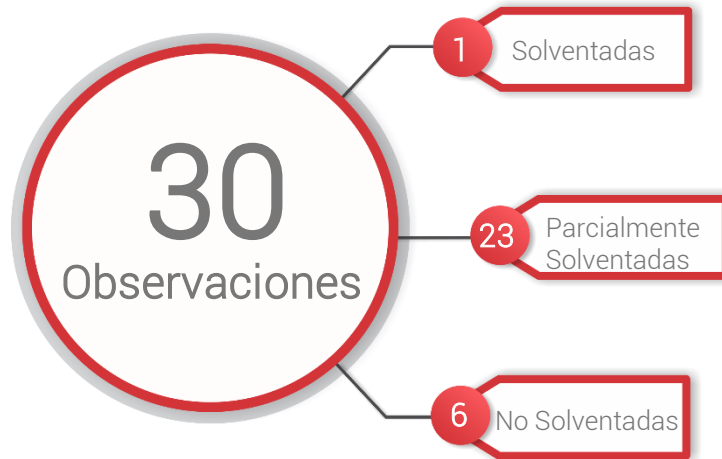 30
Observaciones
1
Solventadas
23
Parcialmente
Solventadas
6
No Solventadas